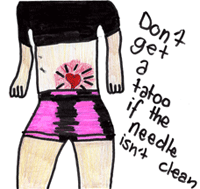 Don't
get
a
tatoo
if the
needle
isn't clean